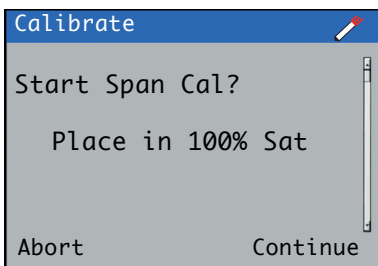 Calibrate
Start Span Cal?
Place in 100% Sat
Abort Continue